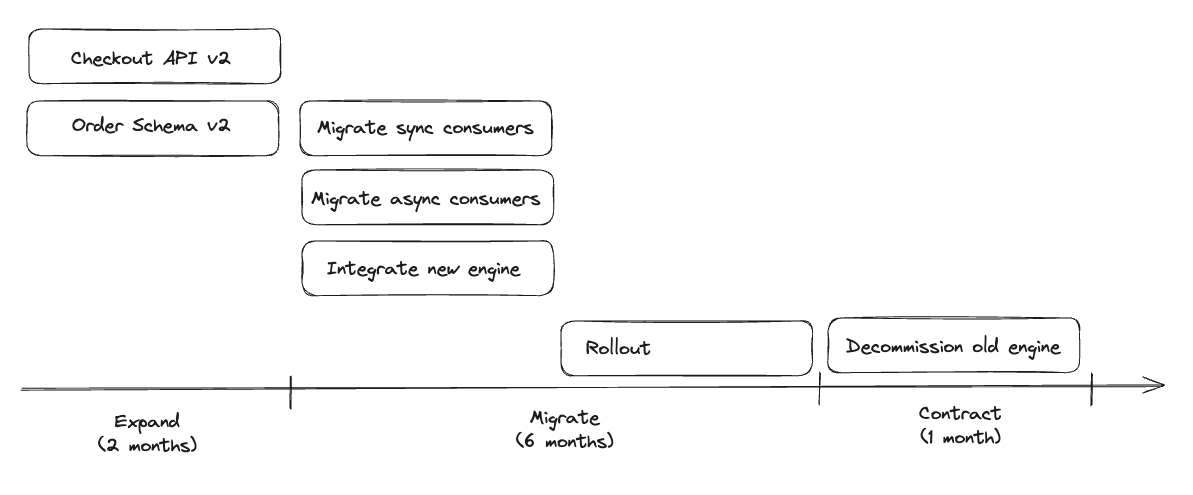 Checkout API v2
Order Schema v2
Migrate sync consumers
Migrate async consumers
Integrate new engine
Rollout
Decommission old engine
Expand
(2 months)
Migrate
(6 months)
Contract
(1 month)